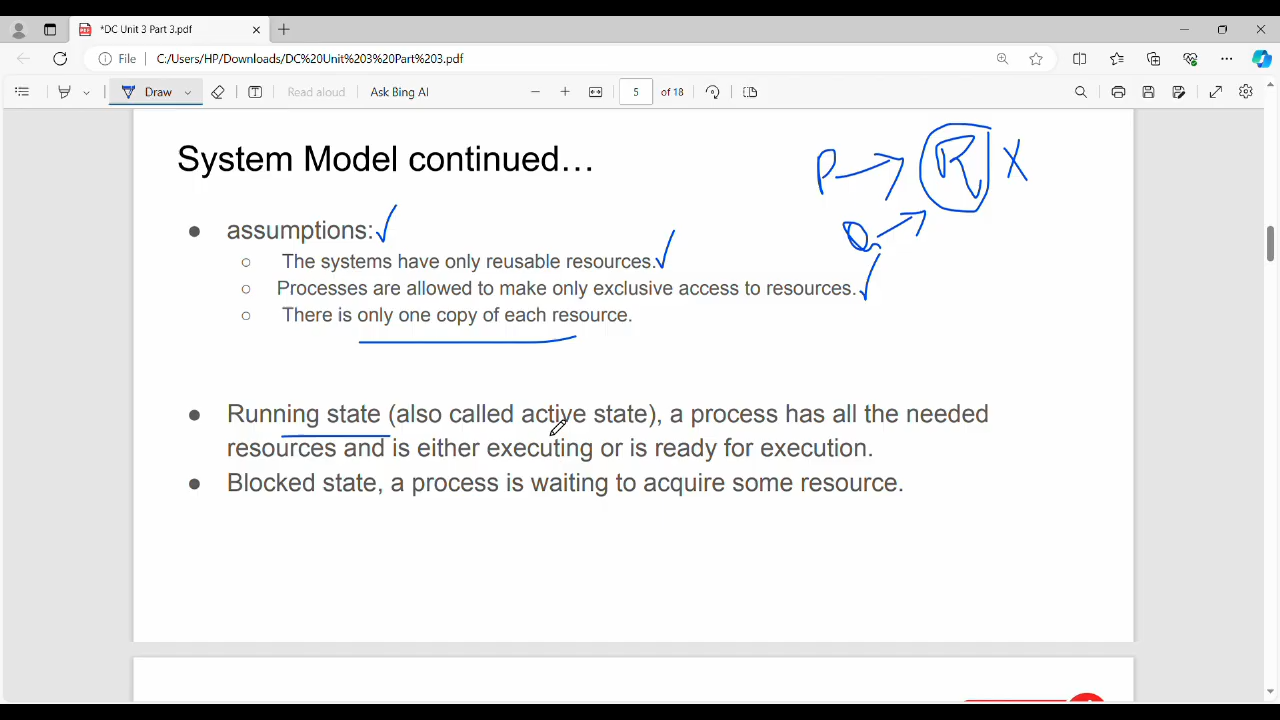 *DC Unit 3 Part 3.pdf
File C:/Users/HP/Downloads/DC%20Unit%203%20Part%203.pdf
Draw Read aloud Ask Bing AI 5 of 18
System Model continued…
P R X
Q
● assumptions:
○ The systems have only reusable resources.
○ Processes are allowed to make only exclusive access to resources.
○ There is only one copy of each resource.
● Running state (also called active state), a process has all the needed
resources and is either executing or is ready for execution.
● Blocked state, a process is waiting to acquire some resource.